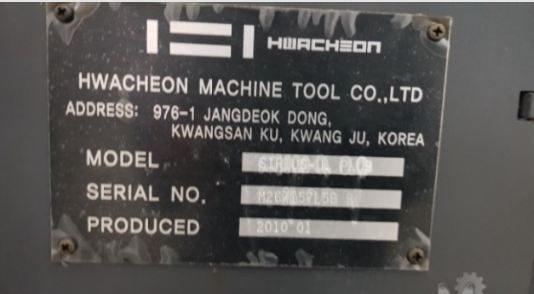 HWACHEON
HWACHEON MACHINE TOOL CO.,LTD
ADDRESS: 976-1 JANGDEOK DONG,
KWANGSAN KU, KWANG JU, KOREA
MODEL
SERIAL NO.
PRODUCED 2010 01